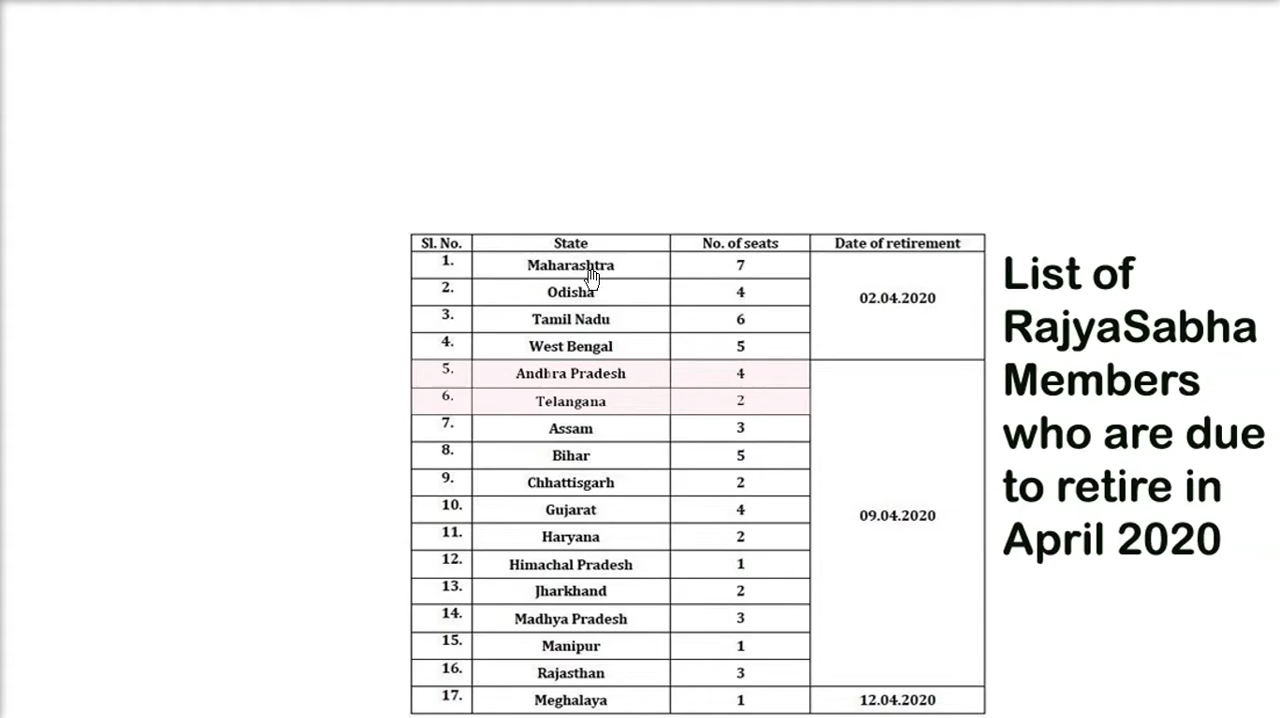 Sl. No. State No. of seats Date of retirement
1. Maharashtra 7 02.04.2020
2. Odisha 4
3. Tamil Nadu 6
4. West Bengal 5
5. Andhra Pradesh 4 09.04.2020
6. Telangana 2
7. Assam 3
8. Bihar 5
9. Chhattisgarh 2
10. Gujarat 4
11. Haryana 2
12. Himachal Pradesh 1
13. Jharkhand 2
14. Madhya Pradesh 3
15. Manipur 1
16. Rajasthan 3
17. Meghalaya 1 12.04.2020
List of
RajyaSabha
Members
who are due
to retire in
April 2020